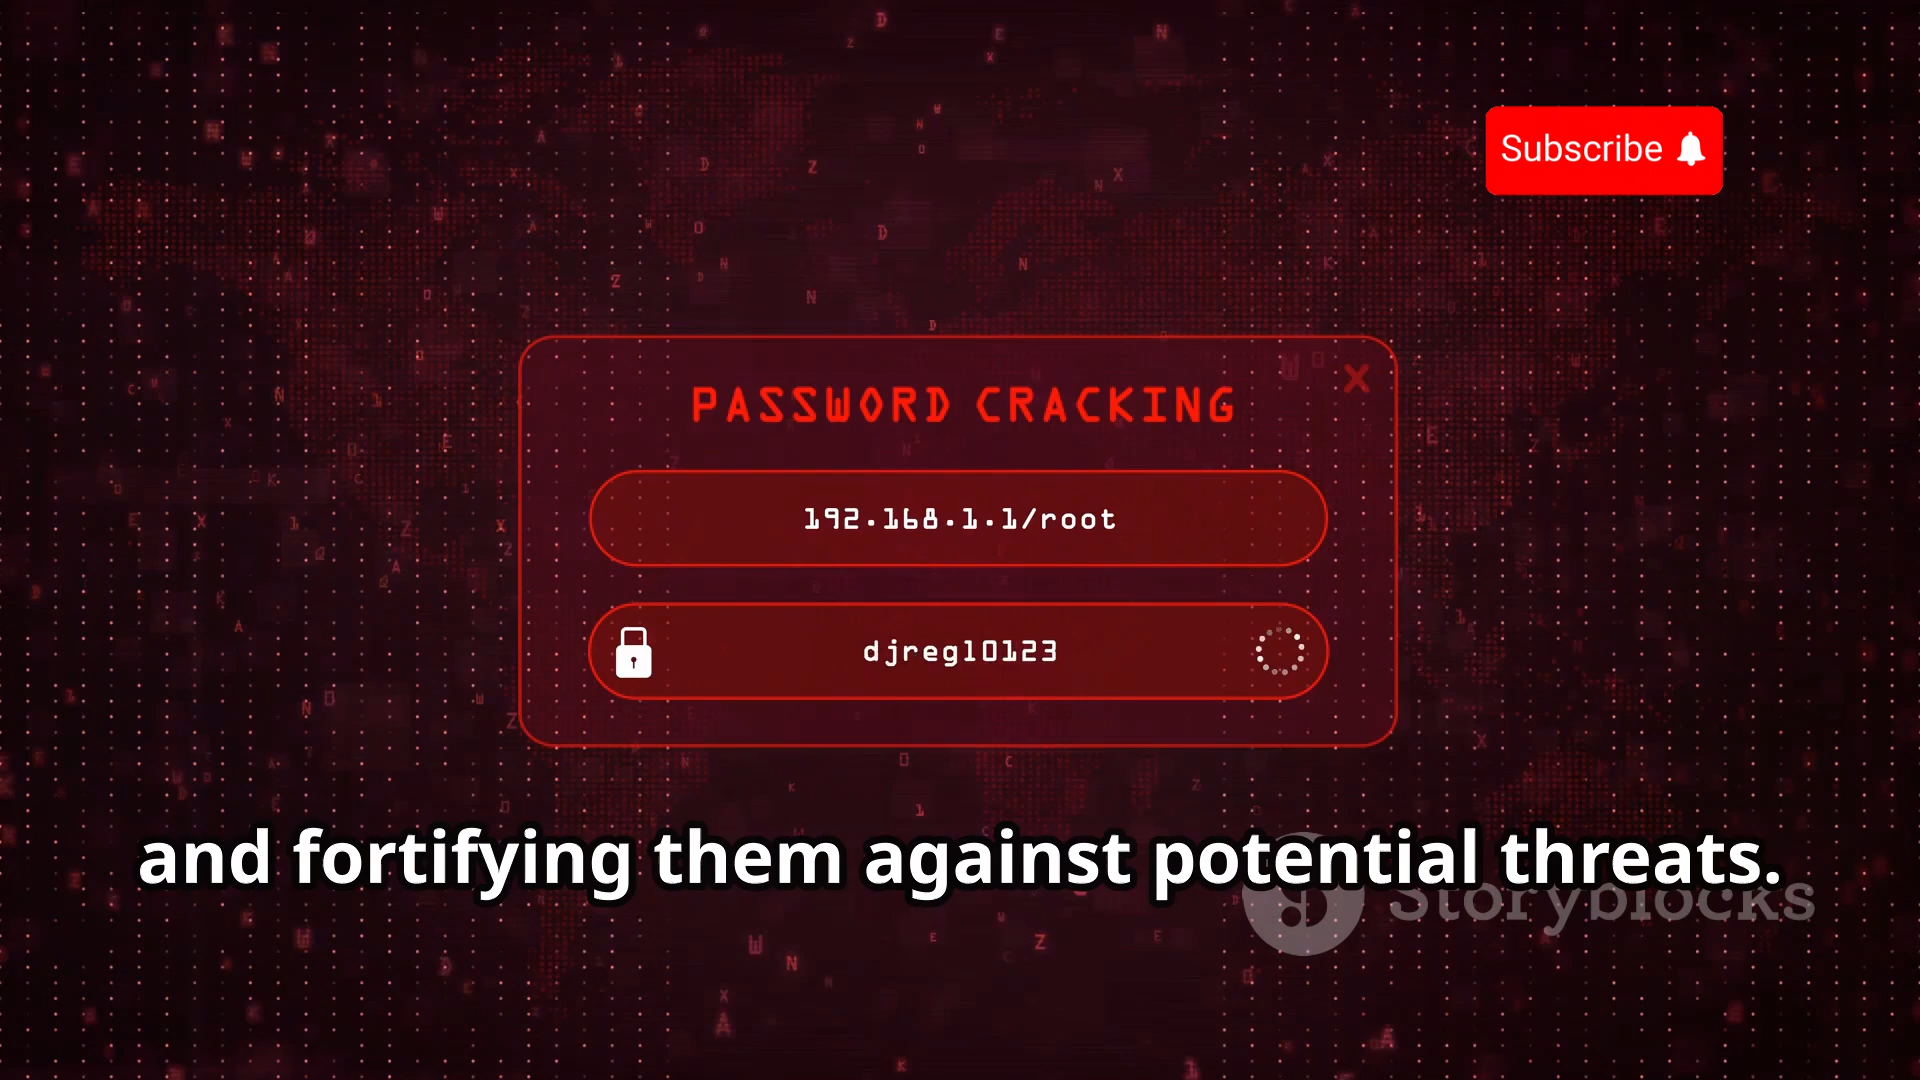 Subscribe
X
PASSWORD CRACKING
192.168.1.1/root
djreg10123
and fortifying them against potential threats.
Storyblocks